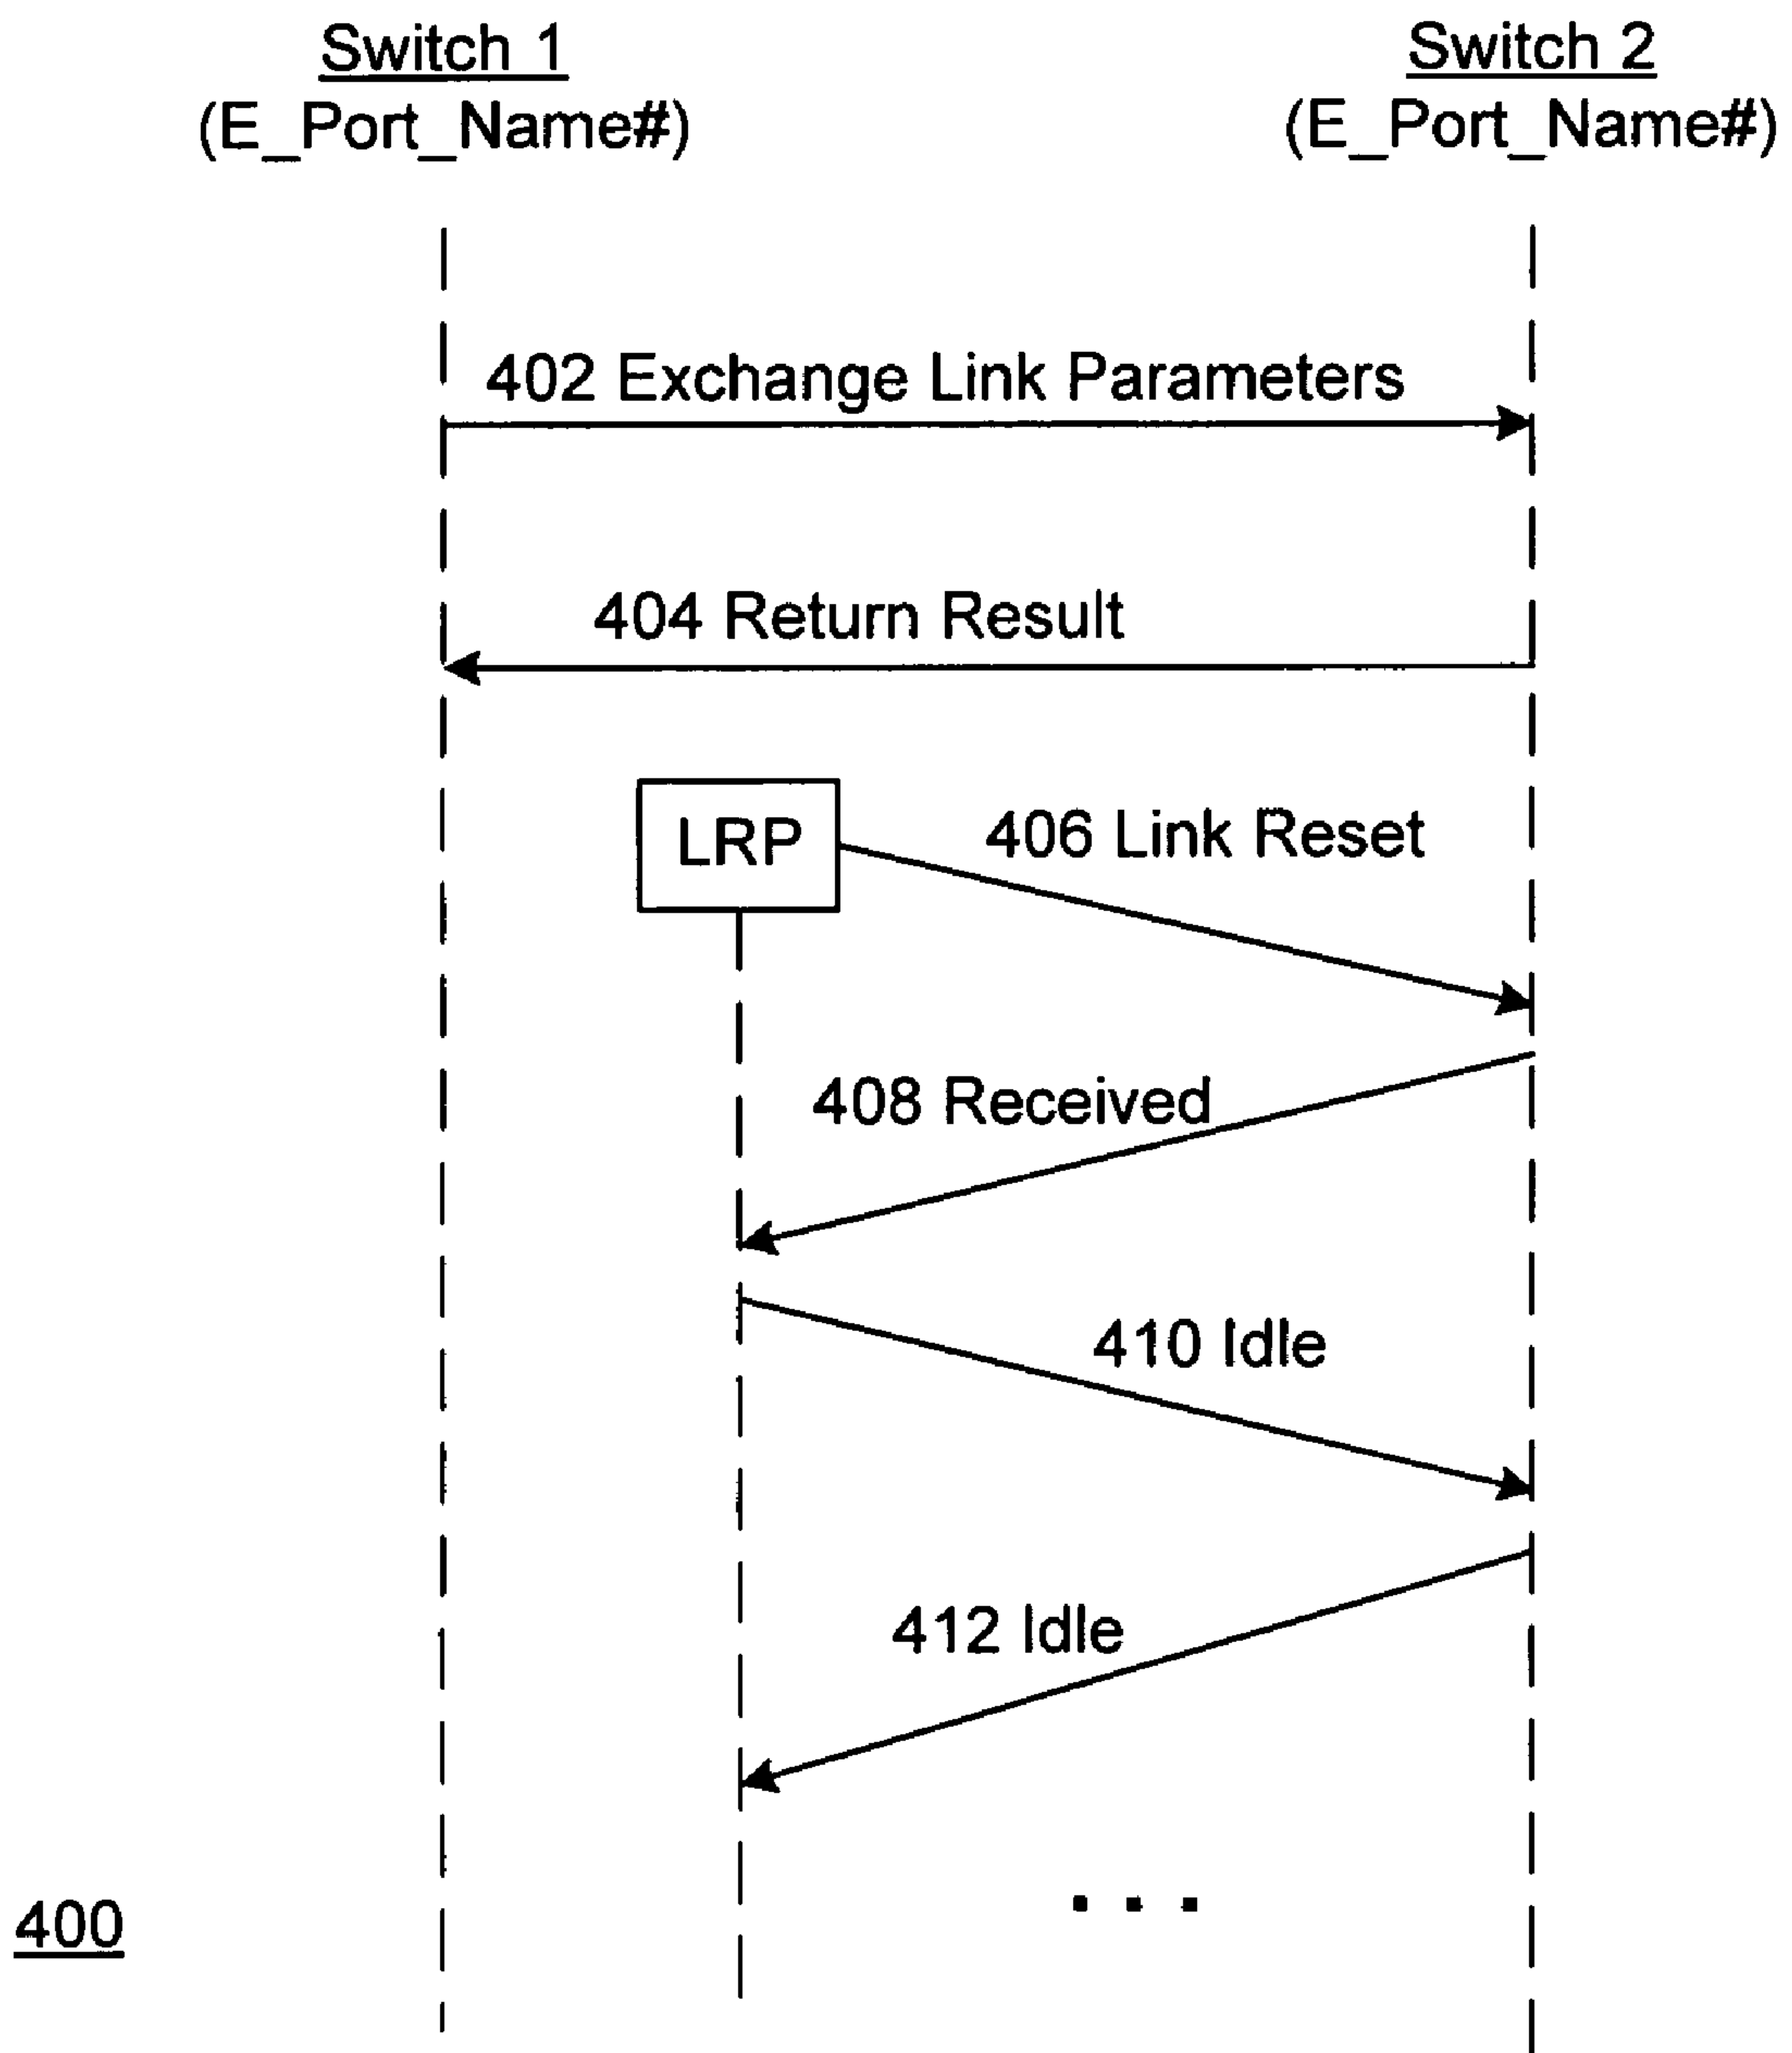 Switch 1
(E_Port_Name#)
Switch 2
(E_Port_Name#)
402 Exchange Link Parameters
404 Return Result
LRP
406 Link Reset
408 Received
410 Idle
412 Idle
. . .
400